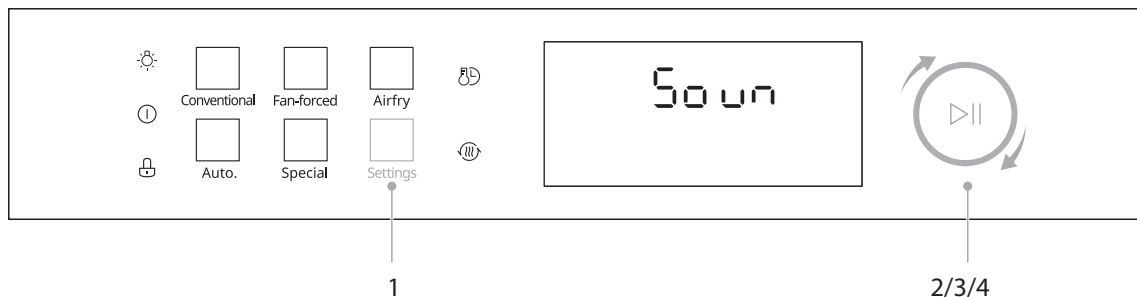 Soun
Conventional Fan-forced Airfry
Auto. Special Settings
1 2/3/4